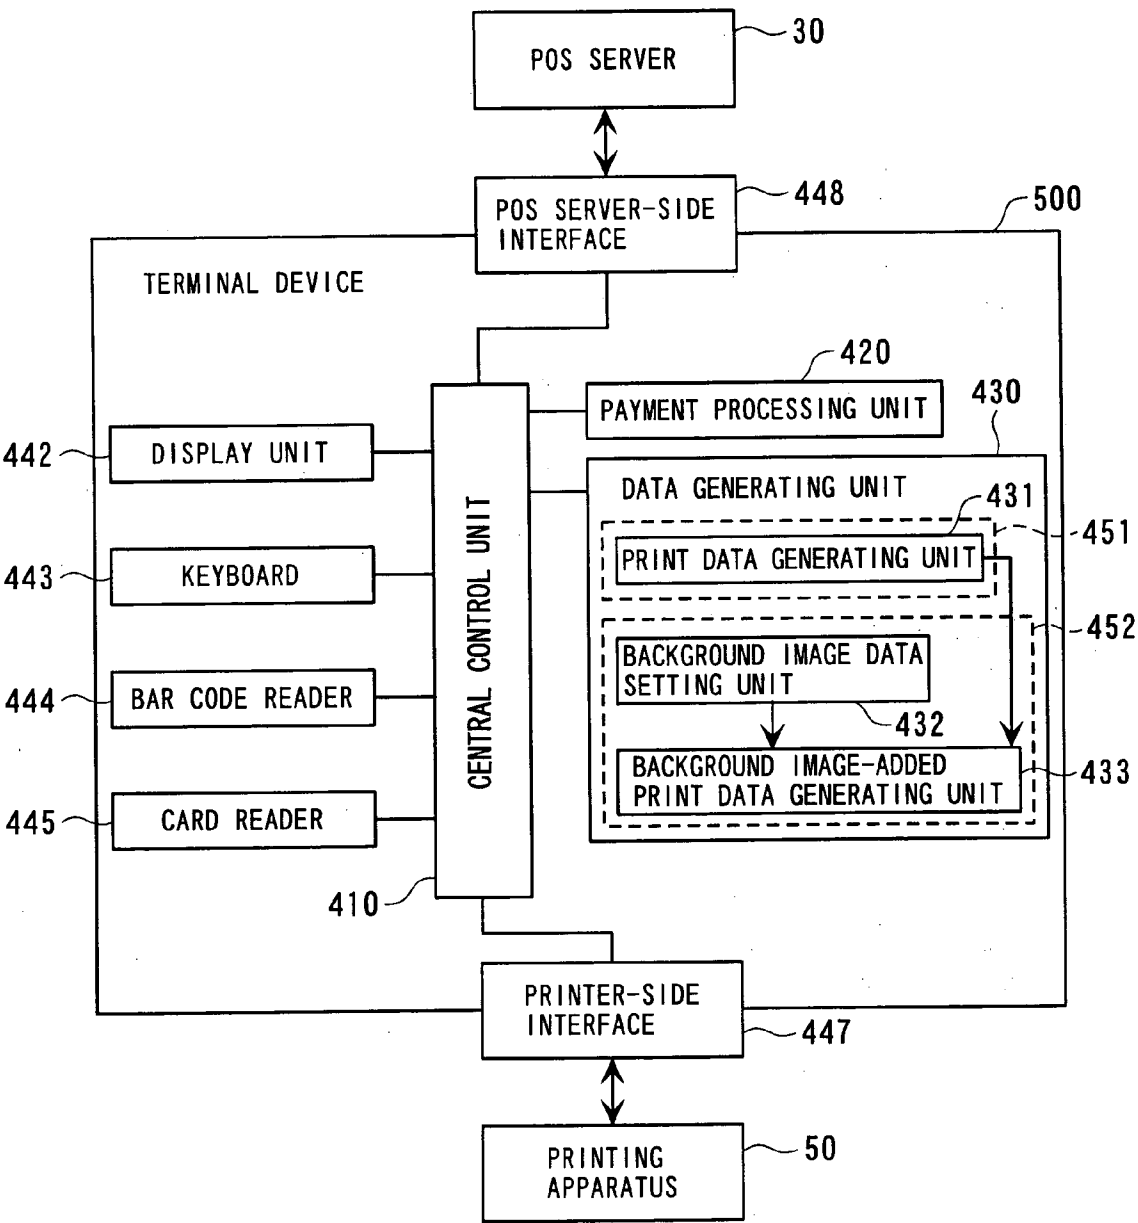 30
POS SERVER
448
POS SERVER-SIDE
INTERFACE
500
TERMINAL DEVICE
420
PAYMENT PROCESSING UNIT
430
442
DISPLAY UNIT
DATA GENERATING UNIT
431
451
PRINT DATA GENERATING UNIT
443
KEYBOARD
CENTRAL CONTROL UNIT
452
BACKGROUND IMAGE DATA
SETTING UNIT
432
444
BAR CODE READER
BACKGROUND IMAGE-ADDED
PRINT DATA GENERATING UNIT
433
445
CARD READER
410
PRINTER-SIDE
INTERFACE
447
50
PRINTING
APPARATUS